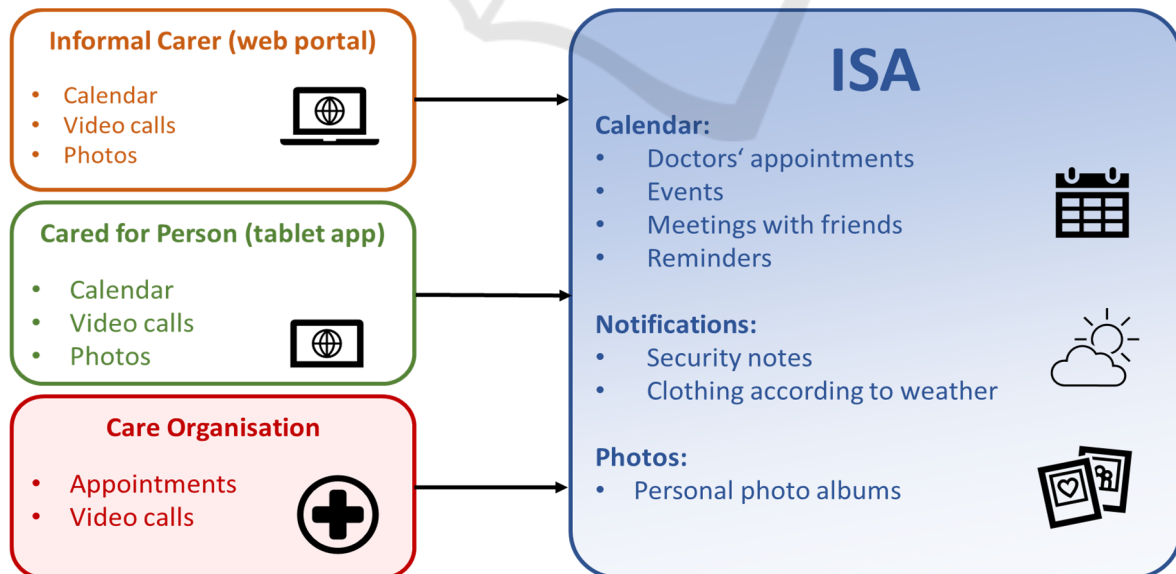 Informal Carer (web portal)
• Calendar
• Video calls
• Photos
Cared for Person (tablet app)
• Calendar
• Video calls
• Photos
Care Organisation
• Appointments
• Video calls
ISA
Calendar:
• Doctors‘ appointments
• Events
• Meetings with friends
• Reminders
Notifications:
• Security notes
• Clothing according to weather
Photos:
• Personal photo albums